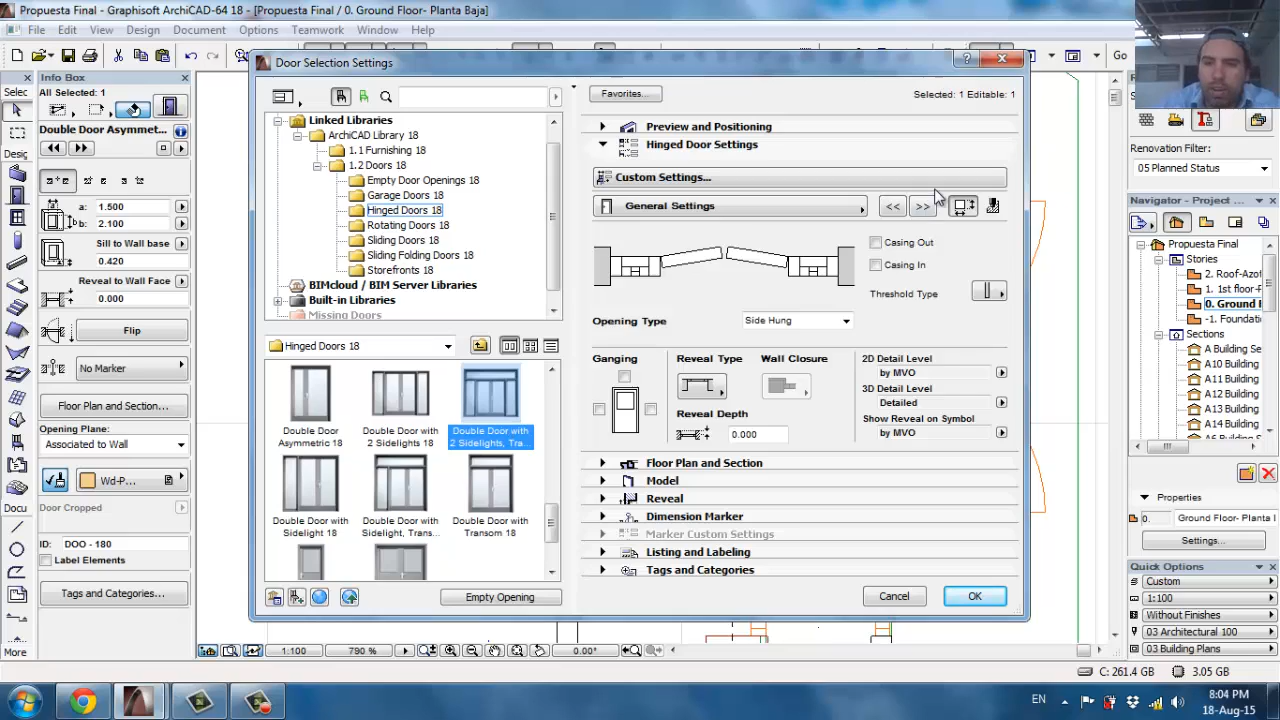 Propuesta Final - Graphisoft ArchiCAD-64 18 - [Propuesta Final / 0. Ground Floor- Planta Baja]
File Edit View Design Document Options Teamwork Window Help
Go
Selec
Info Box
All Selected: 1
Double Door Asymmet...
Desig
a: 1.500
b: 2.100
Sill to Wall base
0.420
Reveal to Wall Face
0.000
Flip
No Marker
Floor Plan and Section...
Opening Plane:
Associated to Wall
Wd-P...
Door Cropped
ID: DOO - 180
Label Elements
Tags and Categories...
Docu
More
Door Selection Settings
Linked Libraries
ArchiCAD Library 18
1.1 Furnishing 18
1.2 Doors 18
Empty Door Openings 18
Garage Doors 18
Hinged Doors 18
Rotating Doors 18
Sliding Doors 18
Sliding Folding Doors 18
Storefronts 18
BIMcloud / BIM Server Libraries
Built-in Libraries
Missing Doors
Hinged Doors 18
Double Door Asymmetric 18
Double Door with 2 Sidelights 18
Double Door with 2 Sidelights, Tra...
Double Door with Sidelight 18
Double Door with Sidelight, Trans...
Double Door with Transom 18
Empty Opening
Favorites...
Selected: 1 Editable: 1
Preview and Positioning
Hinged Door Settings
Custom Settings...
General Settings
<< >>
Casing Out
Casing In
Threshold Type
Opening Type Side Hung
Ganging
Reveal Type
Wall Closure
Reveal Depth
0.000
2D Detail Level
by MVO
3D Detail Level
Detailed
Show Reveal on Symbol
by MVO
Floor Plan and Section
Model
Reveal
Dimension Marker
Marker Custom Settings
Listing and Labeling
Tags and Categories
Cancel OK
Renovation Filter:
05 Planned Status
Navigator - Propuest...
Propuesta Final
Stories
2. Roof-Azo
1. 1st floor-
0. Ground F
-1. Foundati
Sections
A Building Se
A10 Building
A11 Building
A12 Building
A13 Building
A14 Building
Properties
0. Ground Floor- Planta I
Settings...
Quick Options
Custom
1:100
Without Finishes
03 Architectural 100
03 Building Plans
1:100 790 % 0.00°
C: 261.4 3.05 GB
EN
8:04 PM
18-Aug-15